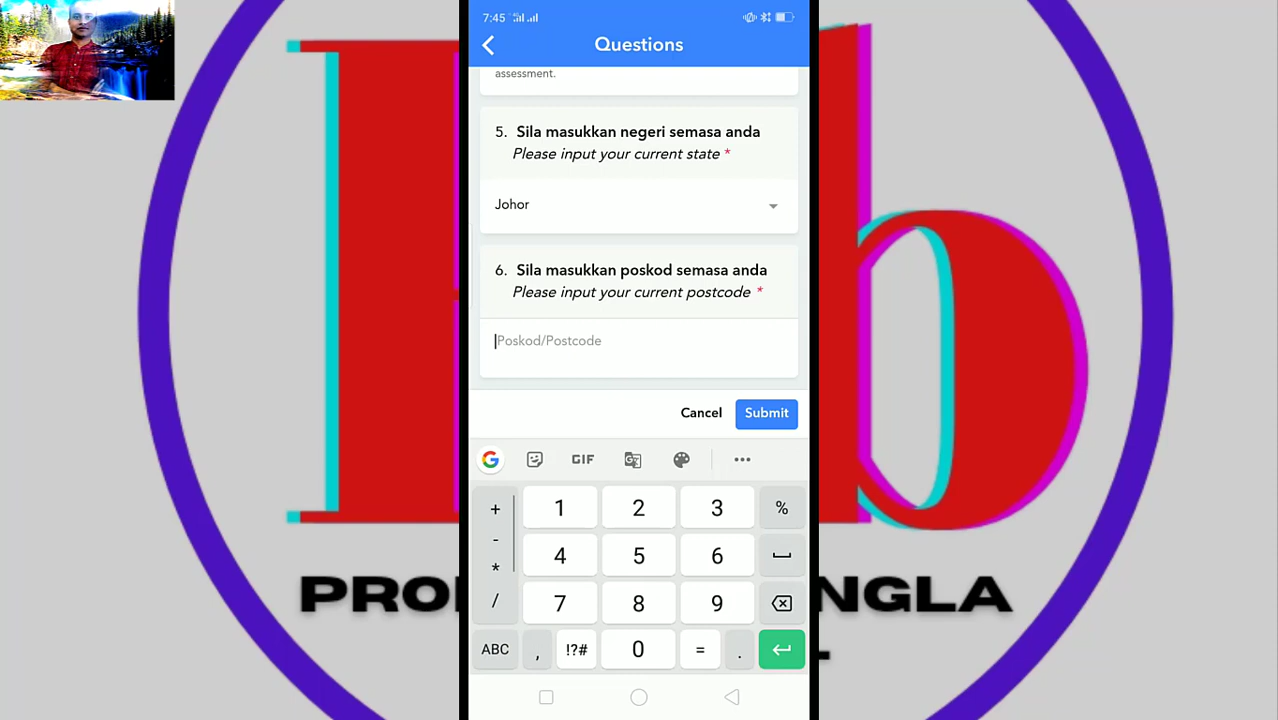 7:45
Questions
assessment.
5. Sila masukkan negeri semasa anda
Please input your current state *
Johor
6. Sila masukkan poskod semasa anda
Please input your current postcode *
Poskod/Postcode
Cancel Submit
G GIF ...
+ 1 2 3 %
- 4 5 6
*
/ 7 8 9
ABC , !?# 0 = .
b
PRO
NGLA